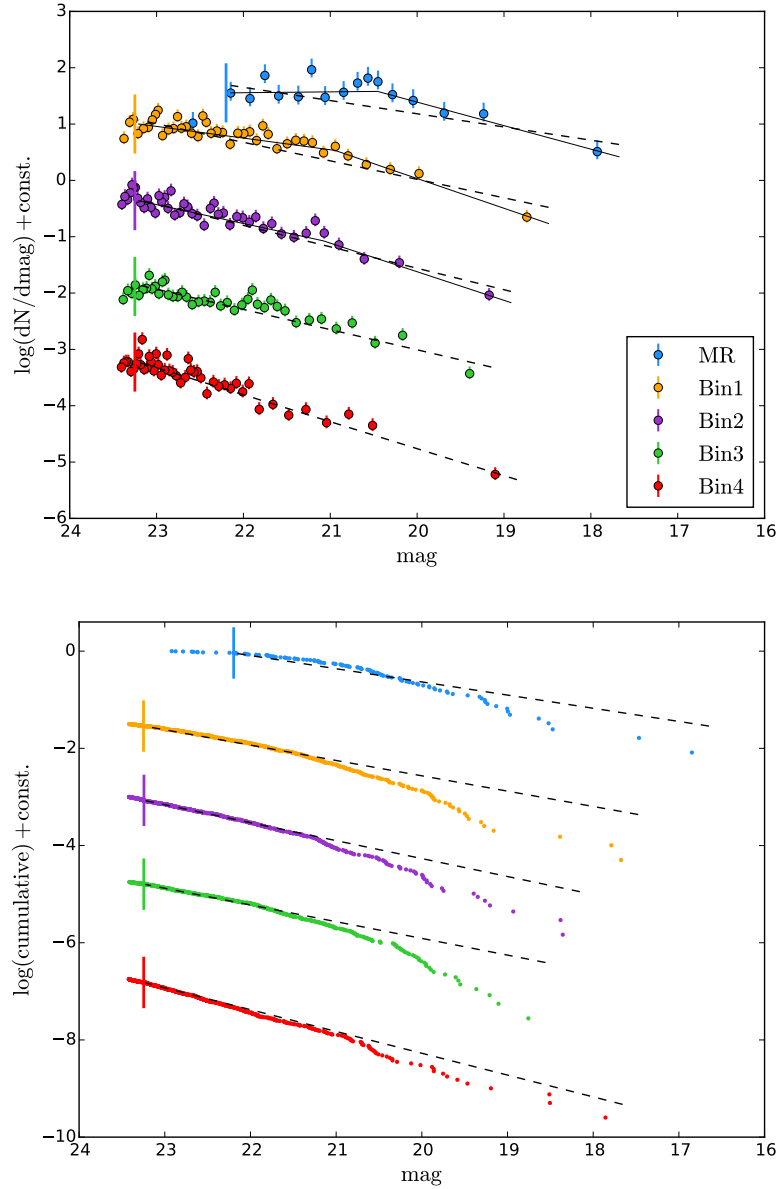 3
2
1
0
−1
−2
−3
−4
−5
−6
log(dN/dmag) + const.
MR
Bin1
Bin2
Bin3
Bin4
24 23 22 21 20 19 18 17 16
mag
0
−2
−4
−6
−8
−10
log(cumulative) + const.
24 23 22 21 20 19 18 17 16
mag